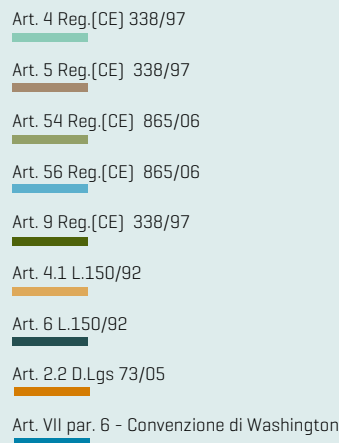 Art. 4 Reg.(CE) 338/97
Art. 5 Reg.(CE) 338/97
Art. 54 Reg.(CE) 865/06
Art. 56 Reg.(CE) 865/06
Art. 9 Reg.(CE) 338/97
Art. 4.1 L.150/92
Art. 6 L.150/92
Art. 2.2 D.Lgs 73/05
Art. VII par. 6 - Convenzione di Washington